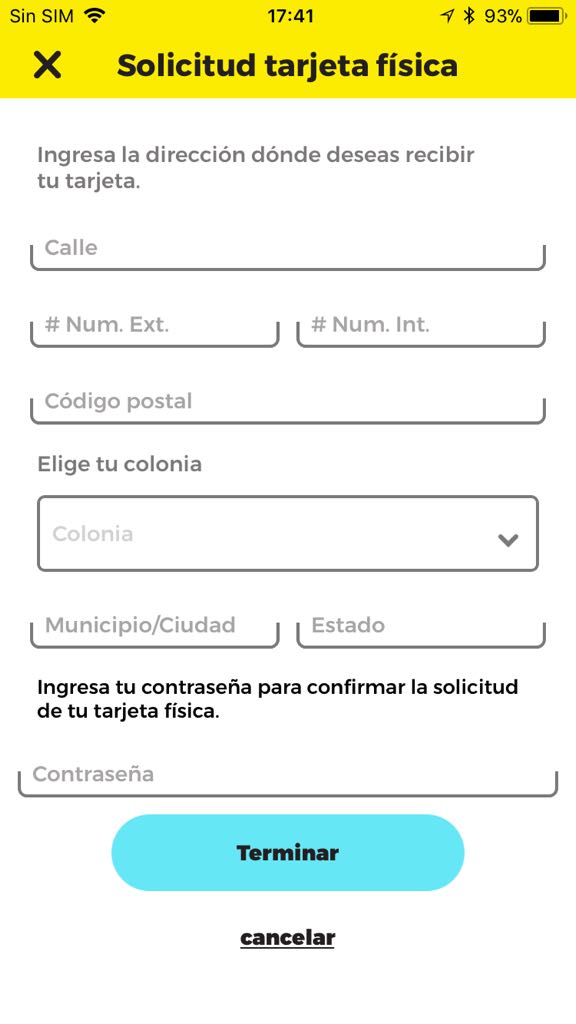 Sin SIM 17:41 93%
Solicitud tarjeta física
Ingresa la dirección dónde deseas recibir
tu tarjeta.
Calle
# Num. Ext. # Num. Int.
Código postal
Elige tu colonia
Colonia
Municipio/Ciudad Estado
Ingresa tu contraseña para confirmar la solicitud
de tu tarjeta física.
Contraseña
Terminar
cancelar